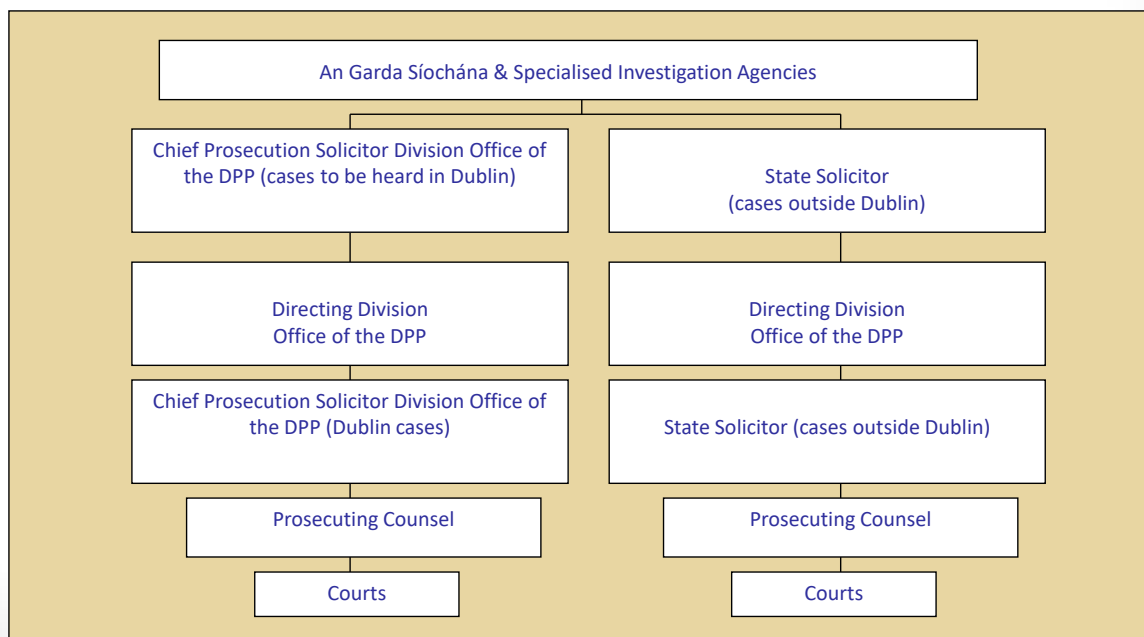 An Garda Síochána & Specialised Investigation Agencies
Chief Prosecution Solicitor Division Office of
the DPP (cases to be heard in Dublin)
State Solicitor
(cases outside Dublin)
Directing Division
Office of the DPP
Directing Division
Office of the DPP
Chief Prosecution Solicitor Division Office of
the DPP (Dublin cases)
State Solicitor (cases outside Dublin)
Prosecuting Counsel
Prosecuting Counsel
Courts
Courts